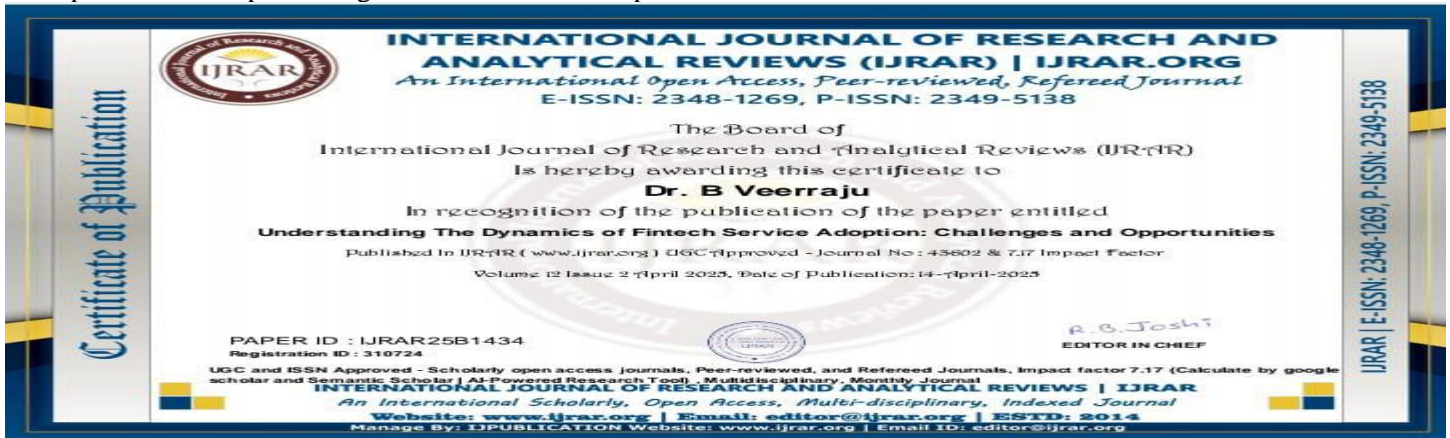 INTERNATIONAL JOURNAL OF RESEARCH AND
ANALYTICAL REVIEWS (IJRAR) | IJRAR.ORG
An International Open Access, Peer-reviewed, Refereed Journal
E-ISSN: 2348-1269, P-ISSN: 2349-5138
International Journal of Research and Analytical Reviews
IJRAR
Certificate of Publication
The Board of
International Journal of Research and Analytical Reviews (IJRAR)
Is hereby awarding this certificate to
Dr. B Veerraju
In recognition of the publication of the paper entitled
Understanding The Dynamics of Fintech Service Adoption: Challenges and Opportunities
Published In IJRAR ( www.ijrar.org ) UGC Approved - Journal No : 43602 & 7.17 Impact Factor
Volume 12 Issue 2 April 2025, Date of Publication: 14-April-2025
PAPER ID : IJRAR25B1434
Registration ID : 310724
R.B.Joshi
EDITOR IN CHIEF
UGC and ISSN Approved - Scholarly open access journals, Peer-reviewed, and Refereed Journals, Impact factor 7.17 (Calculate by google
scholar and Semantic Scholar | AI-Powered Research Tool) , Multidisciplinary, Monthly Journal
INTERNATIONAL JOURNAL OF RESEARCH AND ANALYTICAL REVIEWS | IJRAR
An International Scholarly, Open Access, Multi-disciplinary, Indexed Journal
Website: www.ijrar.org | Email: editor@ijrar.org | ESTD: 2014
Manage By: IJPUBLICATION Website: www.ijrar.org | Email ID: editor@ijrar.org
IJRAR | E-ISSN: 2348-1269, P-ISSN: 2349-5138